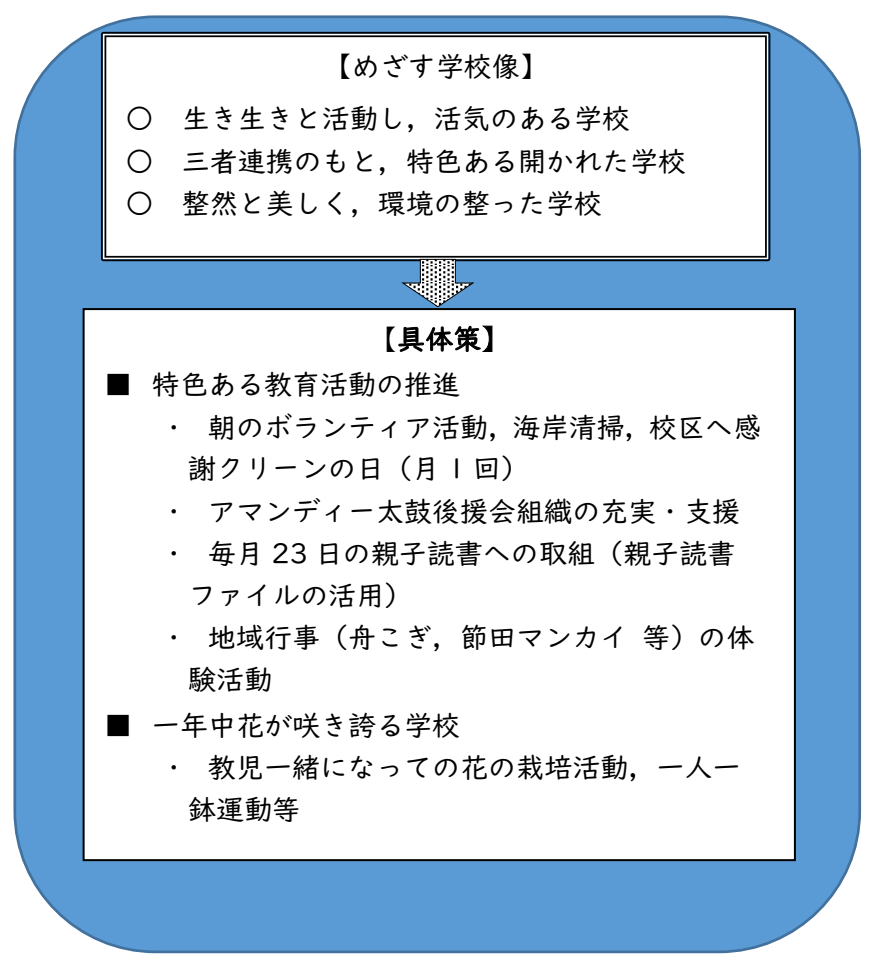 【めざす学校像】
○ 生き生きと活動し，活気のある学校
○ 三者連携のもと，特色ある開かれた学校
○ 整然と美しく，環境の整った学校
【具体策】
■ 特色ある教育活動の推進
・ 朝のボランティア活動，海岸清掃，校区へ感
謝クリーンの日（月１回）
・ アマンディー太鼓後援会組織の充実・支援
・ 毎月 23 日の親子読書への取組（親子読書
ファイルの活用）
・ 地域行事（舟こぎ，節田マンカイ 等）の体
験活動
■ 一年中花が咲き誇る学校
・ 教児一緒になっての花の栽培活動，一人一
鉢運動等